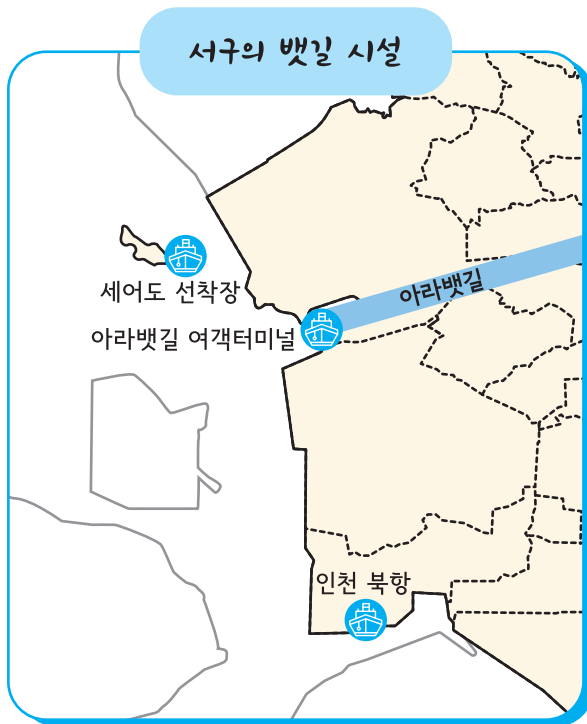 서구의 뱃길 시설
세어도 선착장
아라뱃길
아라뱃길 여객터미널
인천 북항